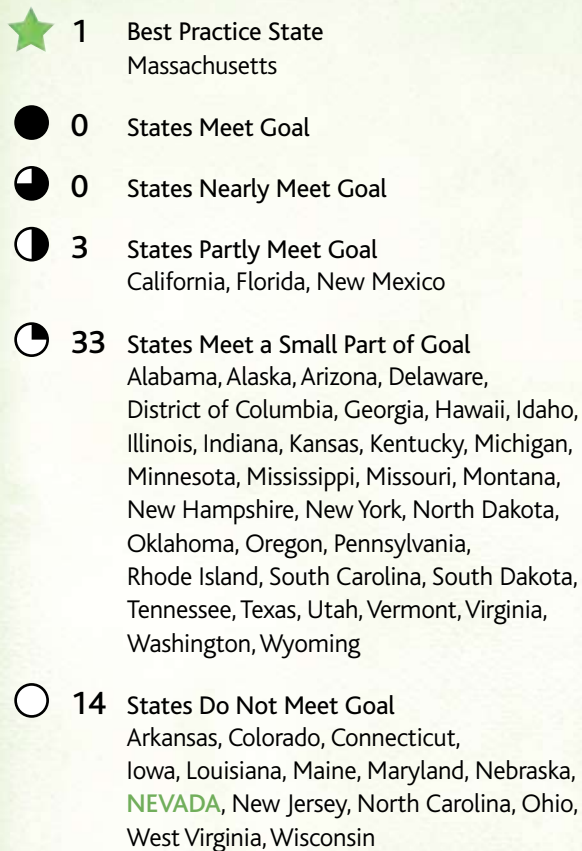 1 Best Practice State
Massachusetts
0 States Meet Goal
0 States Nearly Meet Goal
3 States Partly Meet Goal
California, Florida, New Mexico
33 States Meet a Small Part of Goal
Alabama, Alaska, Arizona, Delaware,
District of Columbia, Georgia, Hawaii, Idaho,
Illinois, Indiana, Kansas, Kentucky, Michigan,
Minnesota, Mississippi, Missouri, Montana,
New Hampshire, New York, North Dakota,
Oklahoma, Oregon, Pennsylvania,
Rhode Island, South Carolina, South Dakota,
Tennessee, Texas, Utah, Vermont, Virginia,
Washington, Wyoming
14 States Do Not Meet Goal
Arkansas, Colorado, Connecticut,
Iowa, Louisiana, Maine, Maryland, Nebraska,
NEVADA, New Jersey, North Carolina, Ohio,
West Virginia, Wisconsin